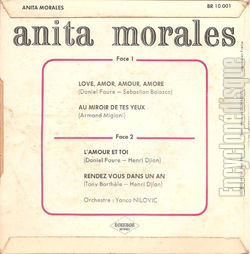 ANITA MORALES
BR 10.001
anita morales
Face 1
LOVE, AMOR, AMOUR, AMORE
(Daniel Faure — Sebastian Balasco)
AU MIROIR DE TES YEUX
(Armand Migiani)
Face 2
L'AMOUR ET TOI
(Daniel Faure — Henri Djian)
RENDEZ VOUS DANS UN AN
(Tony Barthèle — Henri Djian)
Orchestre : Yanco NILOVIC
Encyclopédisque